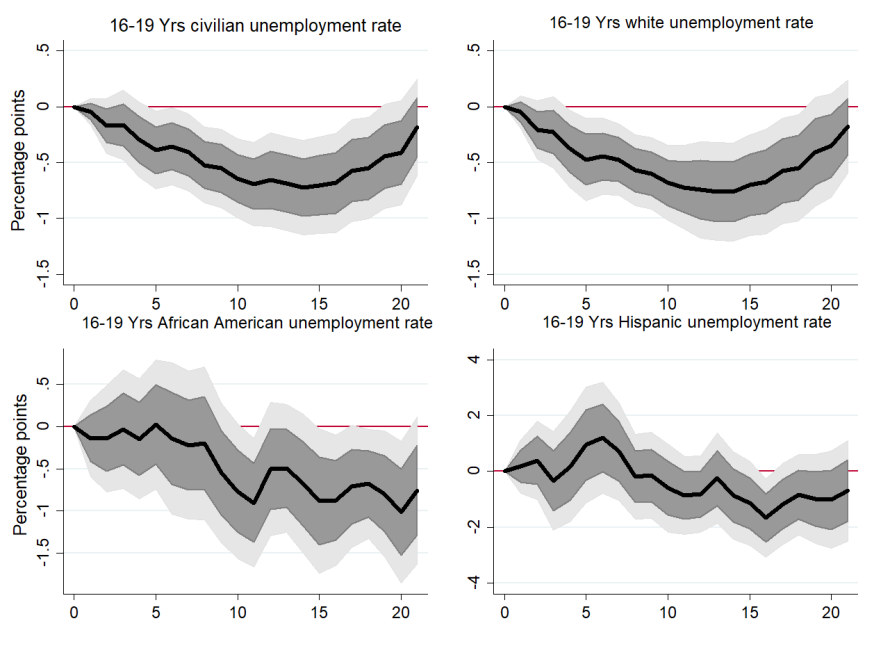 16-19 Yrs civilian unemployment rate
Percentage points
.5
0
-.5
-1
-1.5
0 5 10 15 20
16-19 Yrs white unemployment rate
.5
0
-.5
-1
-1.5
0 5 10 15 20
16-19 Yrs African American unemployment rate
Percentage points
.5
0
-.5
-1
-1.5
0 5 10 15 20
16-19 Yrs Hispanic unemployment rate
4
2
0
-2
-4
0 5 10 15 20